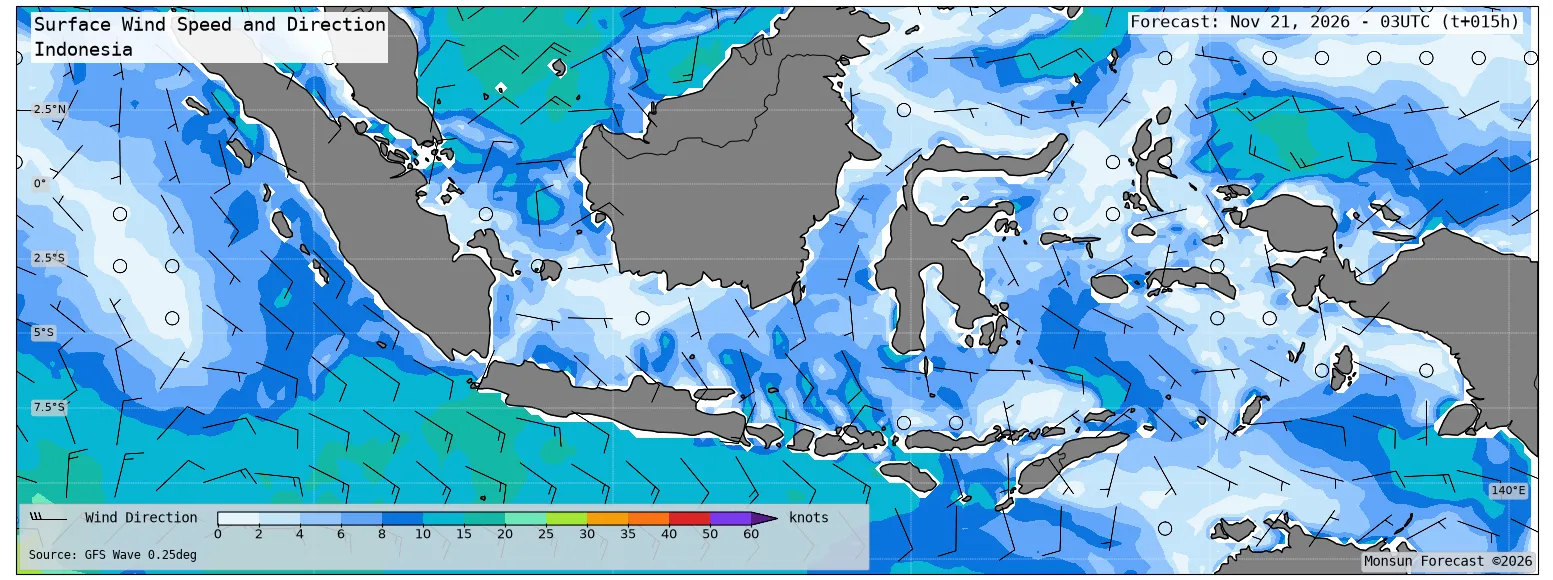 Surface Wind Speed and Direction
Indonesia
Forecast: Nov 21, 2026 - 03UTC (t+015h)
2.5°N
0°
2.5°S
5°S
7.5°S
140°E
Wind Direction
0 2 4 6 8 10 15 20 25 30 35 40 50 60
knots
Source: GFS Wave 0.25deg
Monsun Forecast ©2026